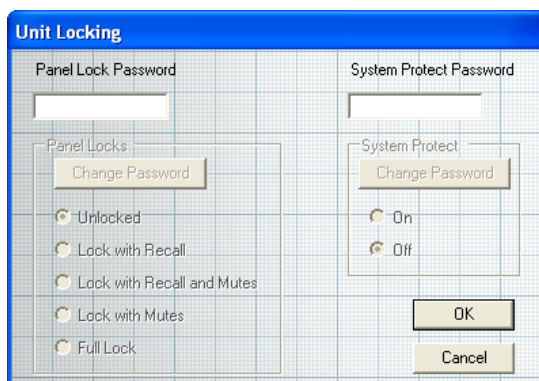 Unit Locking
Panel Lock Password
System Protect Password
Panel Locks
Change Password
Unlocked
Lock with Recall
Lock with Recall and Mutes
Lock with Mutes
Full Lock
System Protect
Change Password
On
Off
OK
Cancel